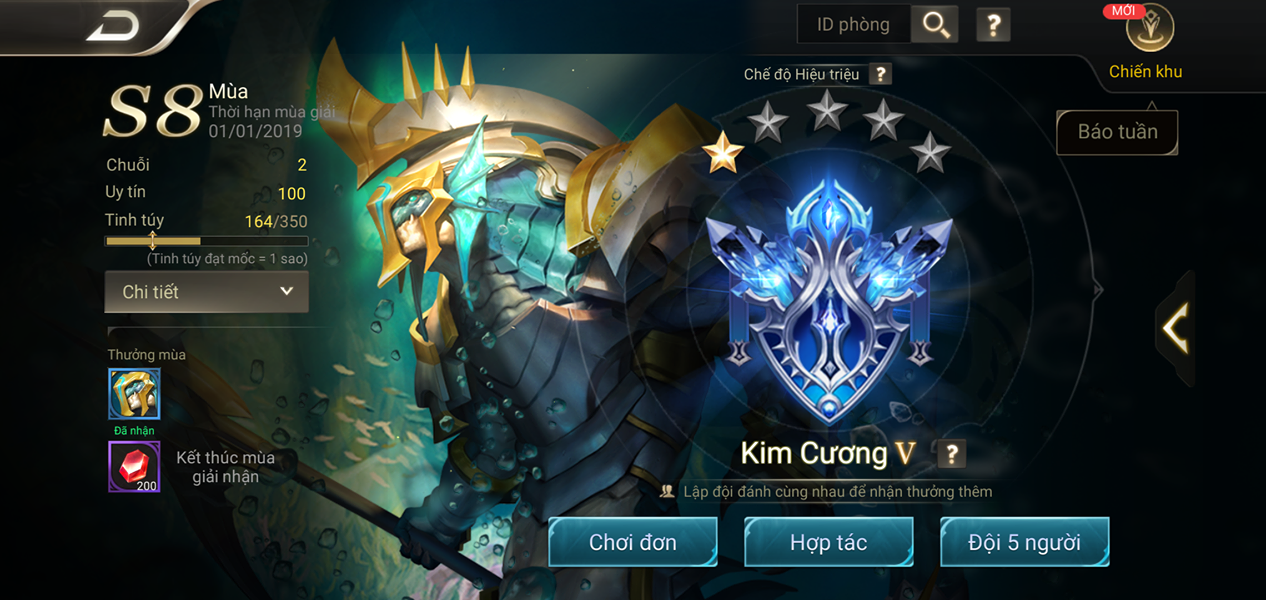 ID phòng
?
MỚI
Chiến khu
S8
Mùa
Thời hạn mùa giải
01/01/2019
Chuỗi 2
Uy tín 100
Tinh túy 164/350
(Tinh túy đạt mốc = 1 sao)
Chi tiết
Thưởng mùa
Đã nhận
200
Kết thúc mùa
giải nhận
Chế độ Hiệu triệu ?
Báo tuần
Kim Cương V ?
Lập đội đánh cùng nhau để nhận thưởng thêm
Chơi đơn
Hợp tác
Đội 5 người